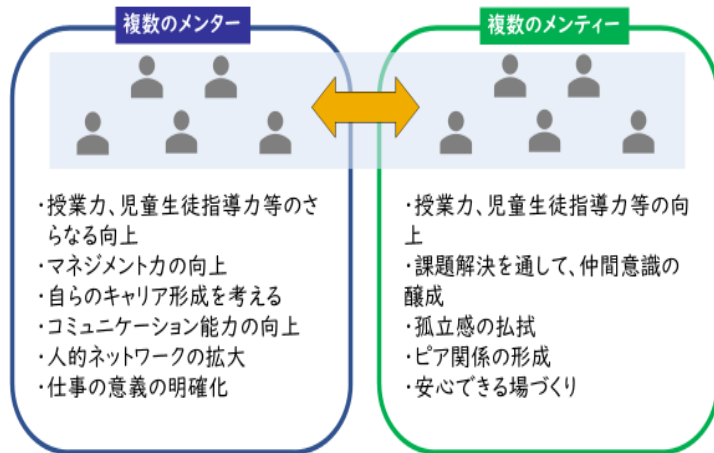 複数のメンター
・授業力、児童生徒指導力等のさ
らなる向上
・マネジメント力の向上
・自らのキャリア形成を考える
・コミュニケーション能力の向上
・人的ネットワークの拡大
・仕事の意義の明確化
複数のメンティー
・授業力、児童生徒指導力等の向
上
・課題解決を通して、仲間意識の
醸成
・孤立感の払拭
・ピア関係の形成
・安心できる場づくり